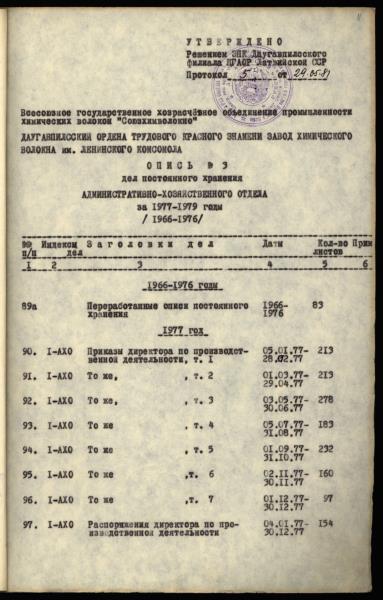 УТВЕРЖДЕНО
Решением ЭПК Даугавпилсского
филиала ЦГАОР Латвийской ССР
Протокол 5 от 29.05.81
Всесоюзное государственное хозрасчётное объединение промышленности
химических волокон "Союзхимволокно"
ДАУГАВПИЛССКИЙ ОРДЕНА ТРУДОВОГО КРАСНОГО ЗНАМЕНИ ЗАВОД ХИМИЧЕСКОГО
ВОЛОКНА им. ЛЕНИНСКОГО КОМСОМОЛА
ОПИСЬ № 3
дел постоянного хранения
АДМИНИСТРАТИВНО-ХОЗЯЙСТВЕННОГО ОТДЕЛА
за 1977-1979 годы
/ 1966-1976/
№№ п/п Индексы дел Заголовки дел Даты Кол-во листов Прим
1 2 3 4 5 6
1966-1976 годы
89а Переработанные описи постоянного 1966- 83
хранения 1976
1977 год
90. I-АХО Приказы директора по производст- 05.01.77- 213
венной деятельности, т. 1 28.02.77
91. I-АХО То же, , т. 2 01.03.77- 213
29.04.77
92. I-АХО То же, , т. 3 03.05.77- 278
30.06.77
93. I-АХО То же , т. 4 05.07.77- 183
31.08.77
94. I-АХО То же , т. 5 01.09.77- 232
31.10.77
95. I-АХО То же ,т. 6 02.11.77- 160
30.11.77
96. I-АХО То же ,т. 7 01.12.77- 97
30.12.77
97. I-АХО Распоряжения директора по про- 04.01.77- 154
изводственной деятельности 30.12.77